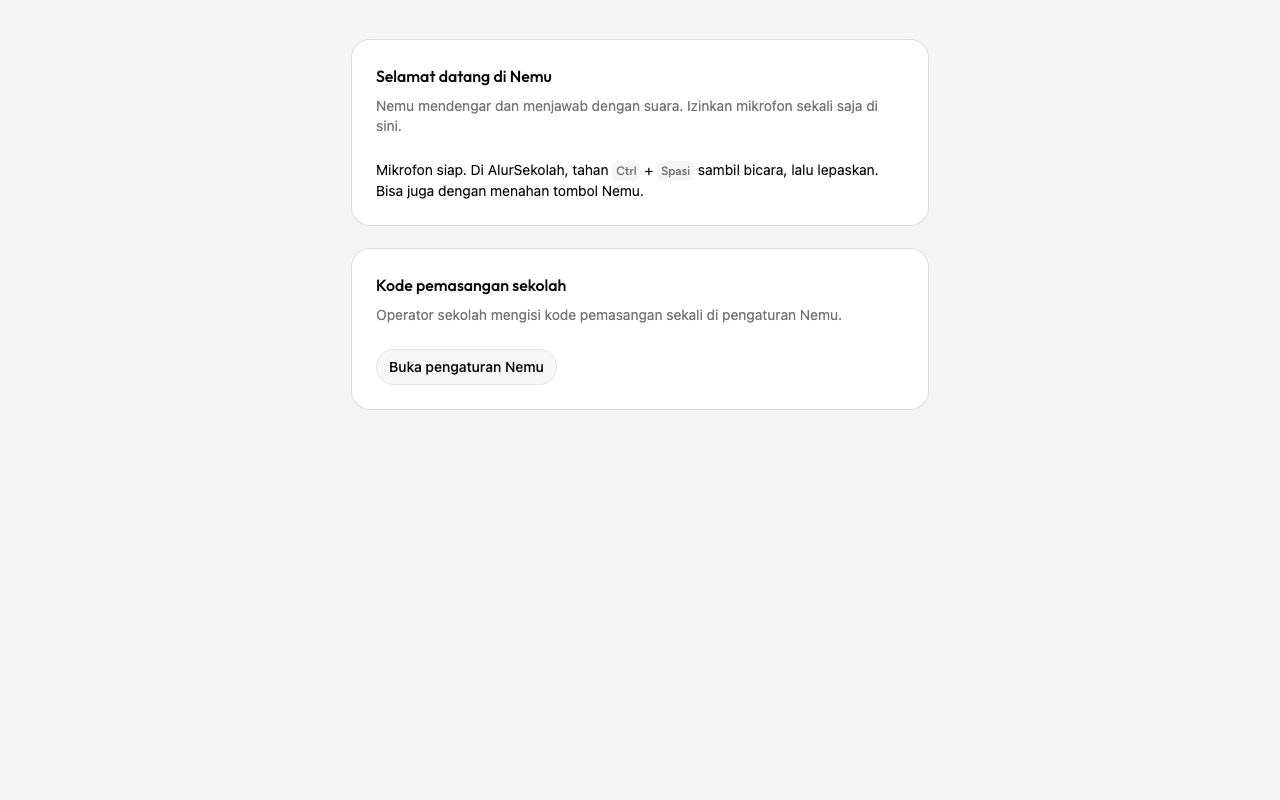 Selamat datang di Nemu
Nemu mendengar dan menjawab dengan suara. Izinkan mikrofon sekali saja di
sini.
Mikrofon siap. Di AlurSekolah, tahan Ctrl + Spasi sambil bicara, lalu lepaskan.
Bisa juga dengan menahan tombol Nemu.
Kode pemasangan sekolah
Operator sekolah mengisi kode pemasangan sekali di pengaturan Nemu.
Buka pengaturan Nemu